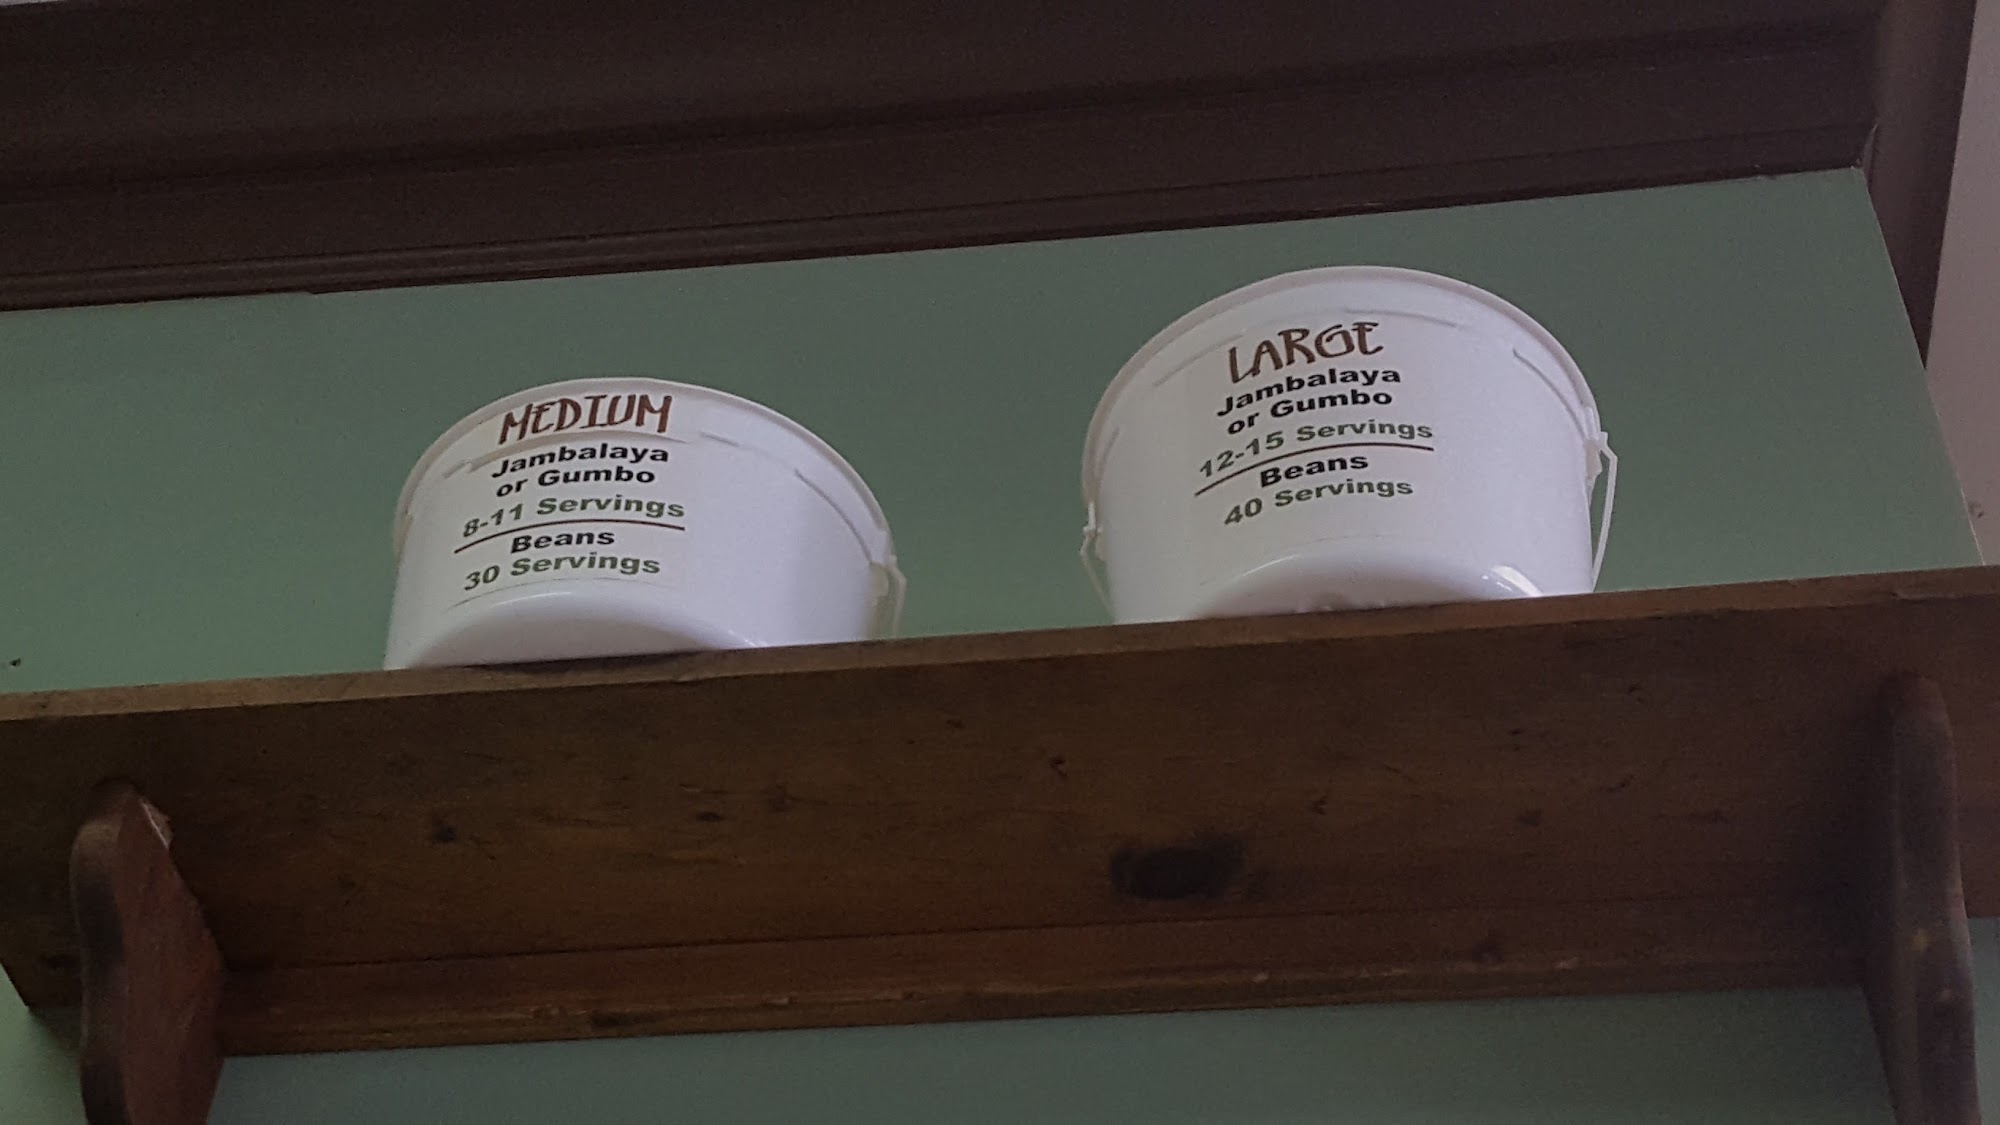 MEDIUM
Jambalaya
or Gumbo
8-11 Servings
Beans
30 Servings
LARGE
Jambalaya
or Gumbo
12-15 Servings
Beans
40 Servings